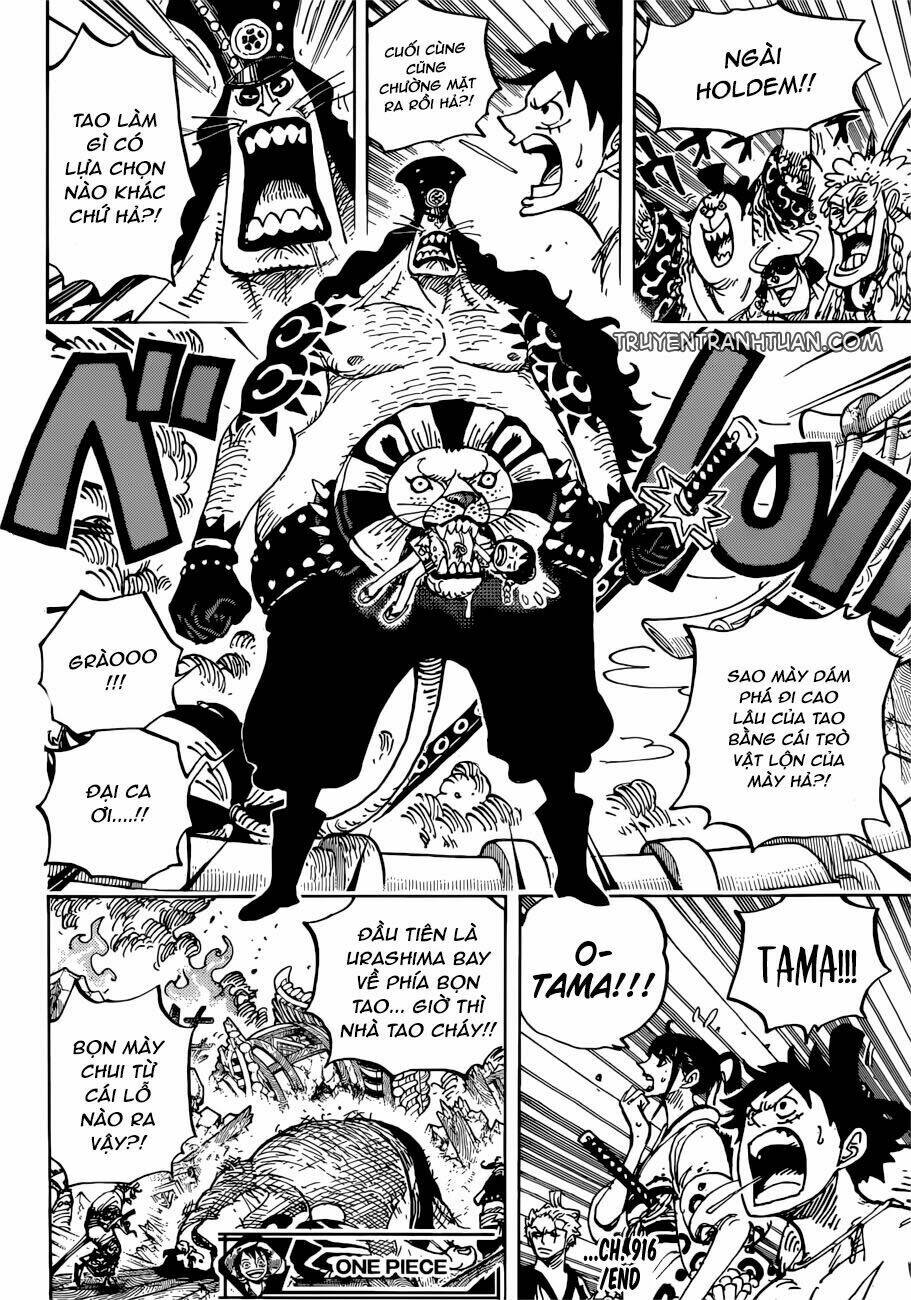 NGÀI
HOLDEM!!
CUỐI CÙNG
CŨNG
CHƯỜNG MẶT
RA RỒI HẢ?!
TAO LÀM
GÌ CÓ
LỰA CHỌN
NÀO KHÁC
CHỨ HẢ?!
TRUYENTRANHTUAN.COM
SAO MÀY DÁM
PHÁ ĐI CAO
LÂU CỦA TAO
BẰNG CÁI TRÒ
VẬT LỘN CỦA
MÀY HẢ?!
GRÀOOO
!!!
ĐẠI CA
ƠI....!!
TAMA!!!
O-
TAMA!!!
...CH. 916
/END
ĐẦU TIÊN LÀ
URASHIMA BAY
VỀ PHÍA BỌN
TAO... GIỜ THÌ
NHÀ TAO CHÁY!!
BỌN MÀY
CHUI TỪ
CÁI LỖ
NÀO RA
VẬY?!
ONE PIECE